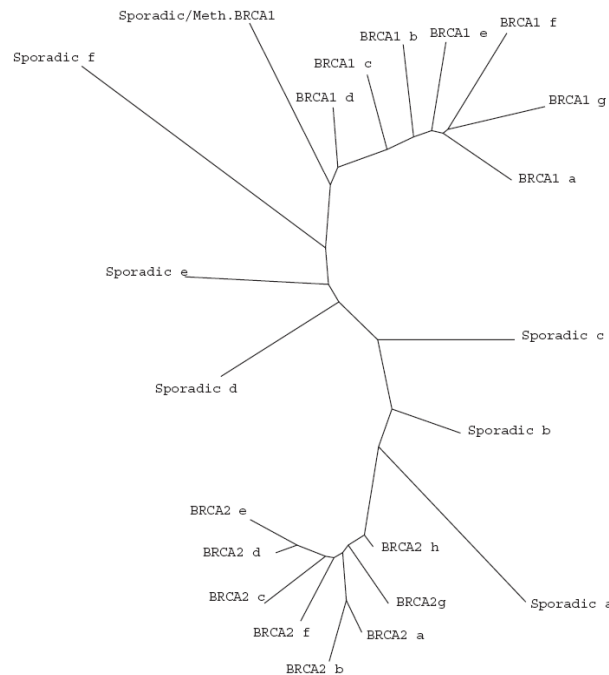 Sporadic/Meth.BRCA1
BRCA1 f
BRCA1 e
BRCA1 b
Sporadic f
BRCA1 c
BRCA1 d
BRCA1 g
BRCA1 a
Sporadic e
Sporadic c
Sporadic d
Sporadic b
BRCA2 e
BRCA2 h
BRCA2 d
BRCA2 c
BRCA2g
Sporadic a
BRCA2 f
BRCA2 a
BRCA2 b